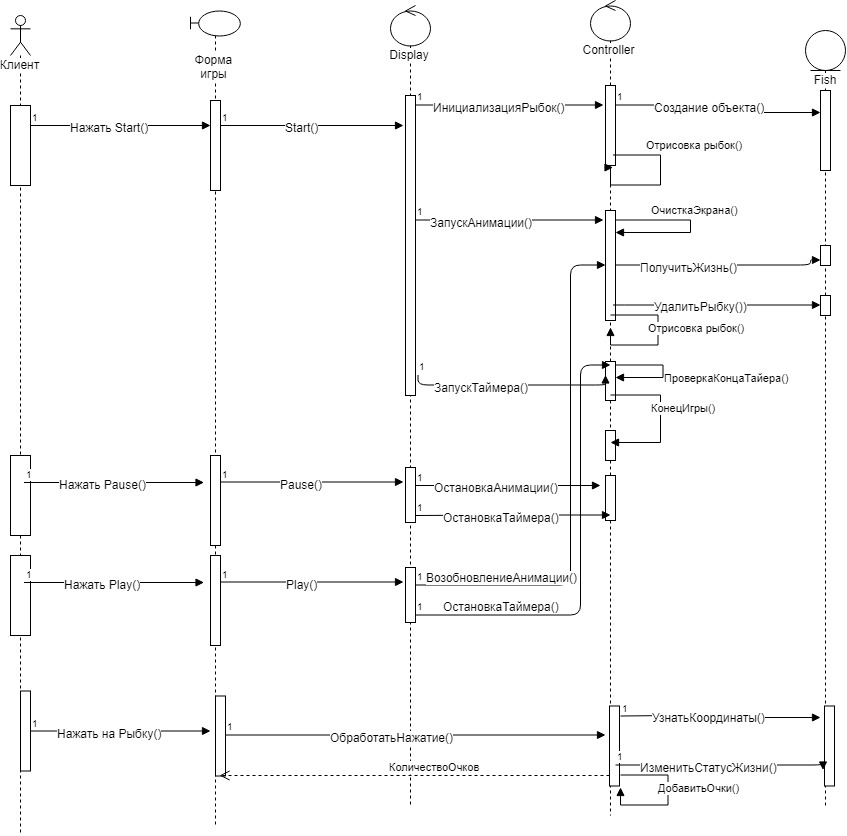 Клиент
Форма
игры
Display
Controller
Fish
1
Нажать Start()
1
Start()
1
ИнициализацияРыбок()
1
Создание объекта()
Отрисовка рыбок()
1
ЗапускАнимации()
ОчисткаЭкрана()
ПолучитьЖизнь()
УдалитьРыбку())
Отрисовка рыбок()
1
ЗапускТаймера()
ПроверкаКонцаТайера()
КонецИгры()
1
Нажать Pause()
1
Pause()
1
ОстановкаАнимации()
1
ОстановкаТаймера()
1
Нажать Play()
1
Play()
1
ВозобновлениеАнимации()
1
ОстановкаТаймера()
1
Нажать на Рыбку()
1
ОбработатьНажатие()
1
УзнатьКоординаты()
КоличествоОчков
1
ИзменитьСтатусЖизни()
ДобавитьОчки()